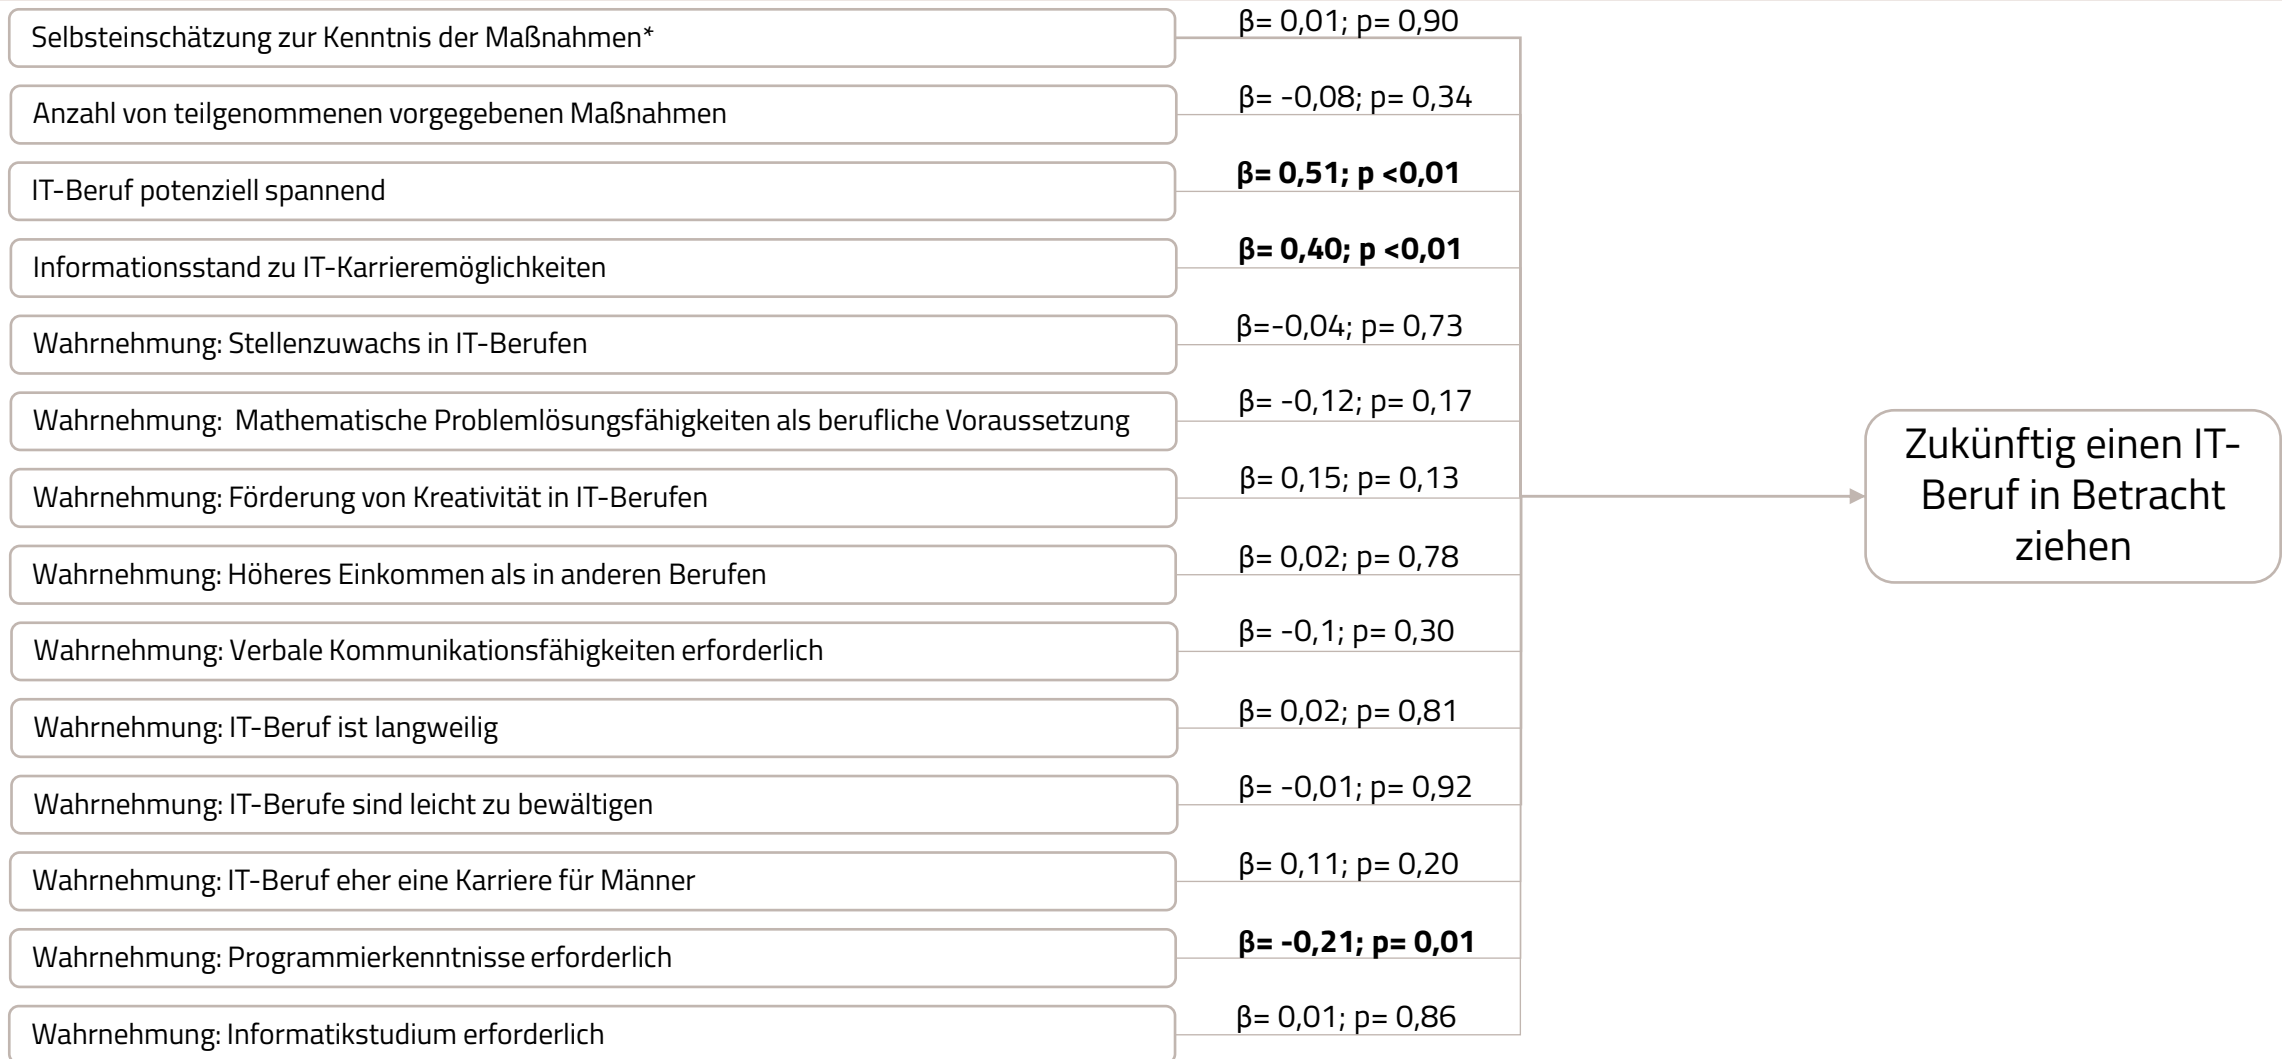 Selbsteinschätzung zur Kenntnis der Maßnahmen*
β= 0,01; p= 0,90
Anzahl von teilgenommenen vorgegebenen Maßnahmen
β= -0,08; p= 0,34
IT-Beruf potenziell spannend
β= 0,51; p <0,01
Informationsstand zu IT-Karrieremöglichkeiten
β= 0,40; p <0,01
Wahrnehmung: Stellenzuwachs in IT-Berufen
β=-0,04; p= 0,73
Wahrnehmung: Mathematische Problemlösungsfähigkeiten als berufliche Voraussetzung
β= -0,12; p= 0,17
Wahrnehmung: Förderung von Kreativität in IT-Berufen
β= 0,15; p= 0,13
Wahrnehmung: Höheres Einkommen als in anderen Berufen
β= 0,02; p= 0,78
Wahrnehmung: Verbale Kommunikationsfähigkeiten erforderlich
β= -0,1; p= 0,30
Wahrnehmung: IT-Beruf ist langweilig
β= 0,02; p= 0,81
Wahrnehmung: IT-Berufe sind leicht zu bewältigen
β= -0,01; p= 0,92
Wahrnehmung: IT-Beruf eher eine Karriere für Männer
β= 0,11; p= 0,20
Wahrnehmung: Programmierkenntnisse erforderlich
β= -0,21; p= 0,01
Wahrnehmung: Informatikstudium erforderlich
β= 0,01; p= 0,86
Zukünftig einen IT-
Beruf in Betracht
ziehen